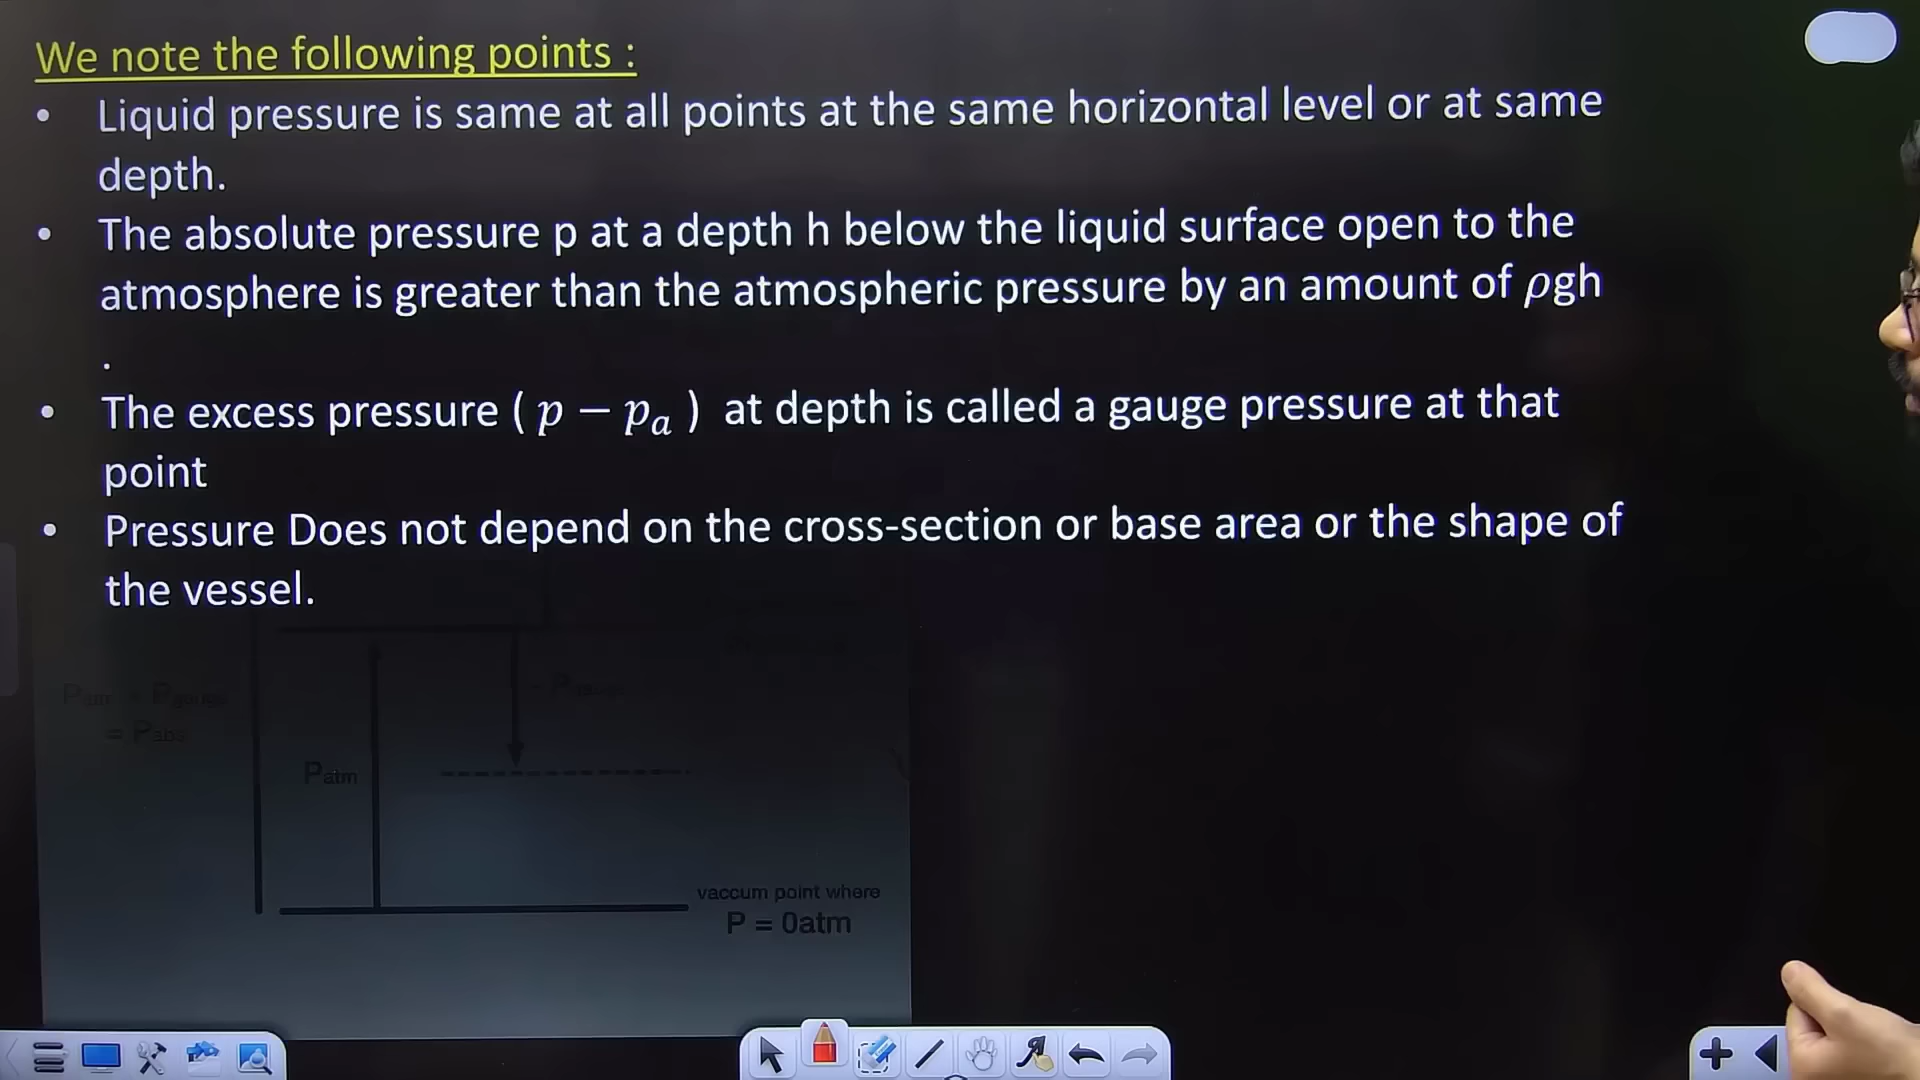 We note the following points :
• Liquid pressure is same at all points at the same horizontal level or at same
depth.
• The absolute pressure p at a depth h below the liquid surface open to the
atmosphere is greater than the atmospheric pressure by an amount of ρgh
.
• The excess pressure ( p − pₐ ) at depth is called a gauge pressure at that
point
• Pressure Does not depend on the cross-section or base area or the shape of
the vessel.
Patm + Pgauge
= Pabs
Patm
vaccum point where
P = 0atm